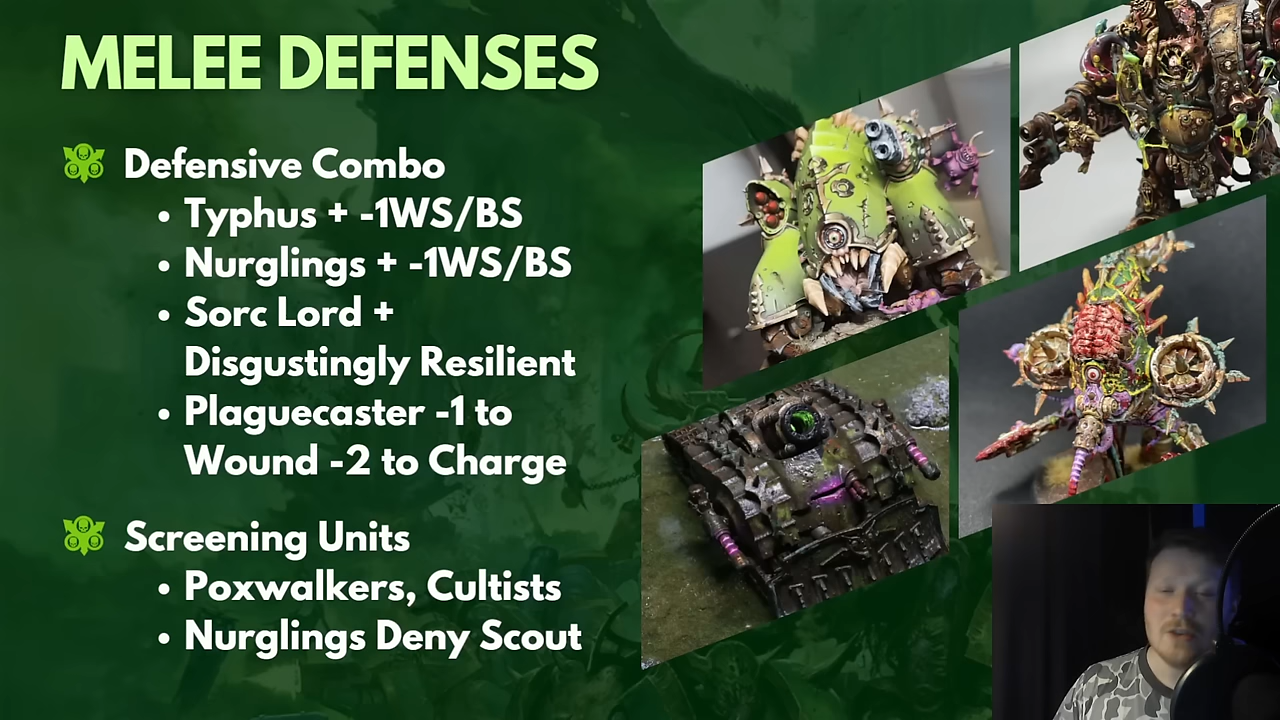 MELEE DEFENSES
Defensive Combo
• Typhus + -1WS/BS
• Nurglings + -1WS/BS
• Sorc Lord +
Disgustingly Resilient
• Plaguecaster -1 to
Wound -2 to Charge
Screening Units
• Poxwalkers, Cultists
• Nurglings Deny Scout